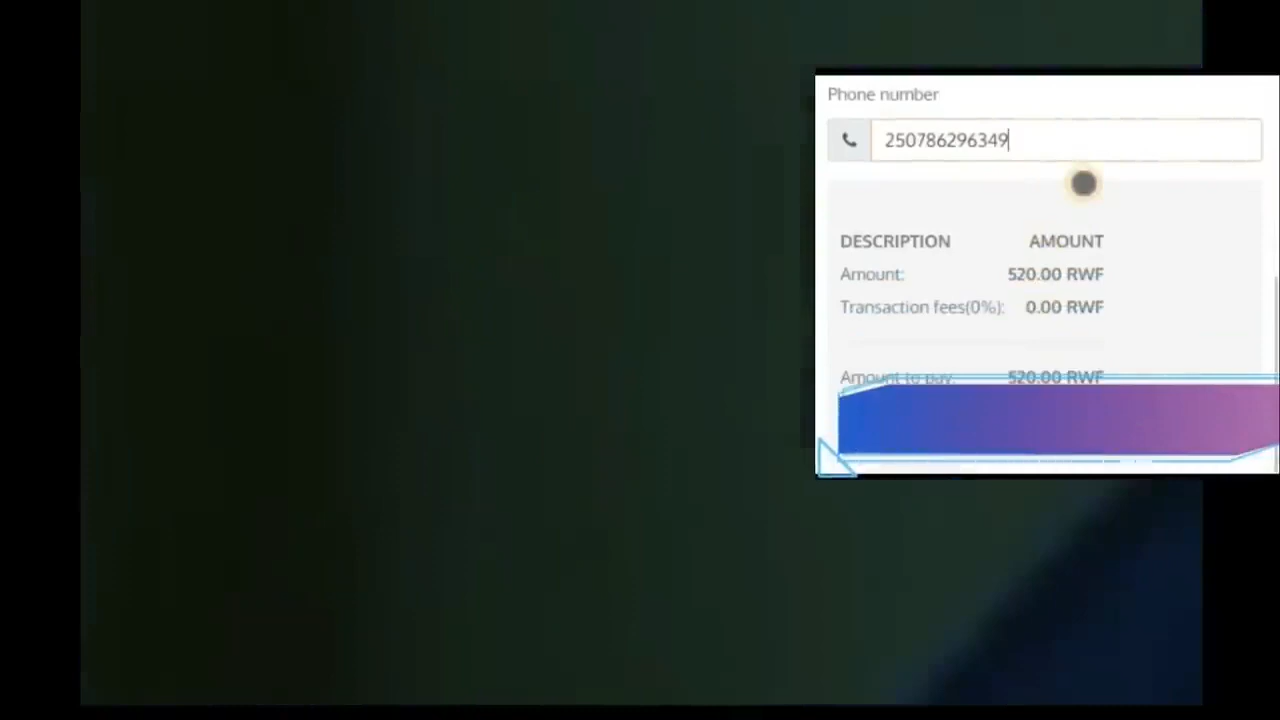 Phone number
250786296349
DESCRIPTION AMOUNT
Amount: 520.00 RWF
Transaction fees(0%): 0.00 RWF
Amount to pay: 520.00 RWF